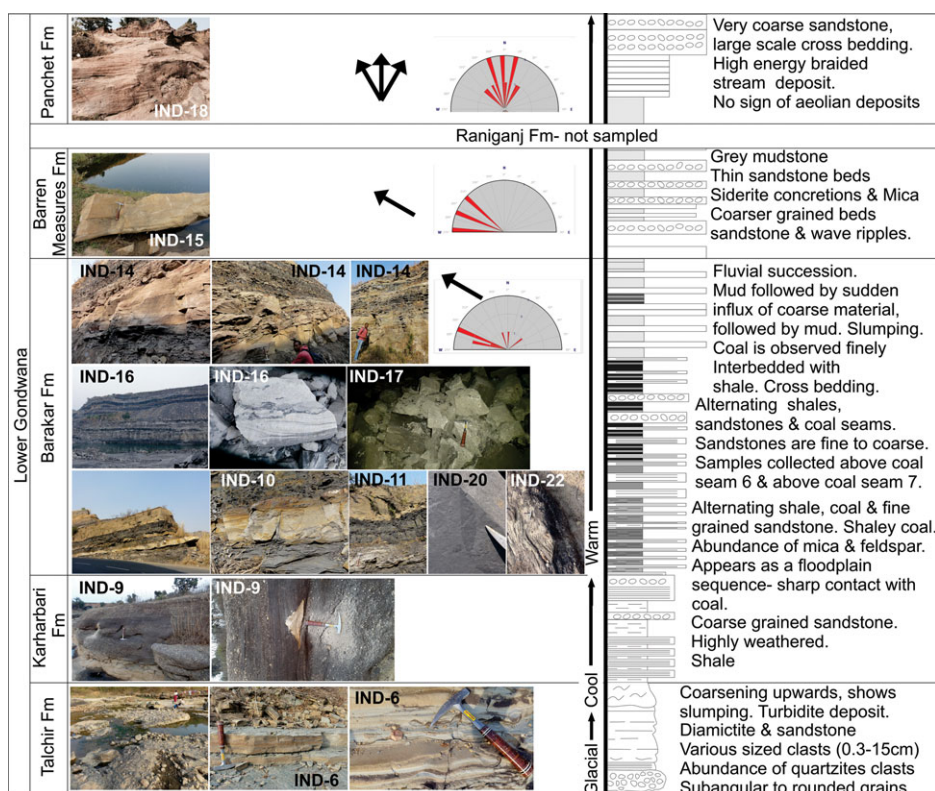 Lower Gondwana
Panchet Fm
IND-18
N
W
E
Very coarse sandstone,
large scale cross bedding.
High energy braided
stream deposit.
No sign of aeolian deposits
Raniganj Fm- not sampled
Barren
Measures Fm
IND-15
N
W
E
Grey mudstone
Thin sandstone beds
Siderite concretions & Mica
Coarser grained beds
sandstone & wave ripples.
Barakar Fm
IND-14
IND-14
IND-14
N
W
E
IND-16
IND-16
IND-17
IND-10
IND-11
IND-20
IND-22
Warm
Fluvial succession.
Mud followed by sudden
influx of coarse material,
followed by mud. Slumping.
Coal is observed finely
Interbedded with
shale. Cross bedding.
Alternating shales,
sandstones & coal seams.
Sandstones are fine to coarse.
Samples collected above coal
seam 6 & above coal seam 7.
Alternating shale, coal & fine
grained sandstone. Shaley coal.
Abundance of mica & feldspar.
Appears as a floodplain
sequence- sharp contact with
coal.
Karharbari
Fm
IND-9
IND-9
Cool
Coarse grained sandstone.
Highly weathered.
Shale
Talchir Fm
IND-6
IND-6
Glacial
Coarsening upwards, shows
slumping. Turbidite deposit.
Diamictite & sandstone
Various sized clasts (0.3-15cm)
Abundance of quartzites clasts
Subangular to rounded grains